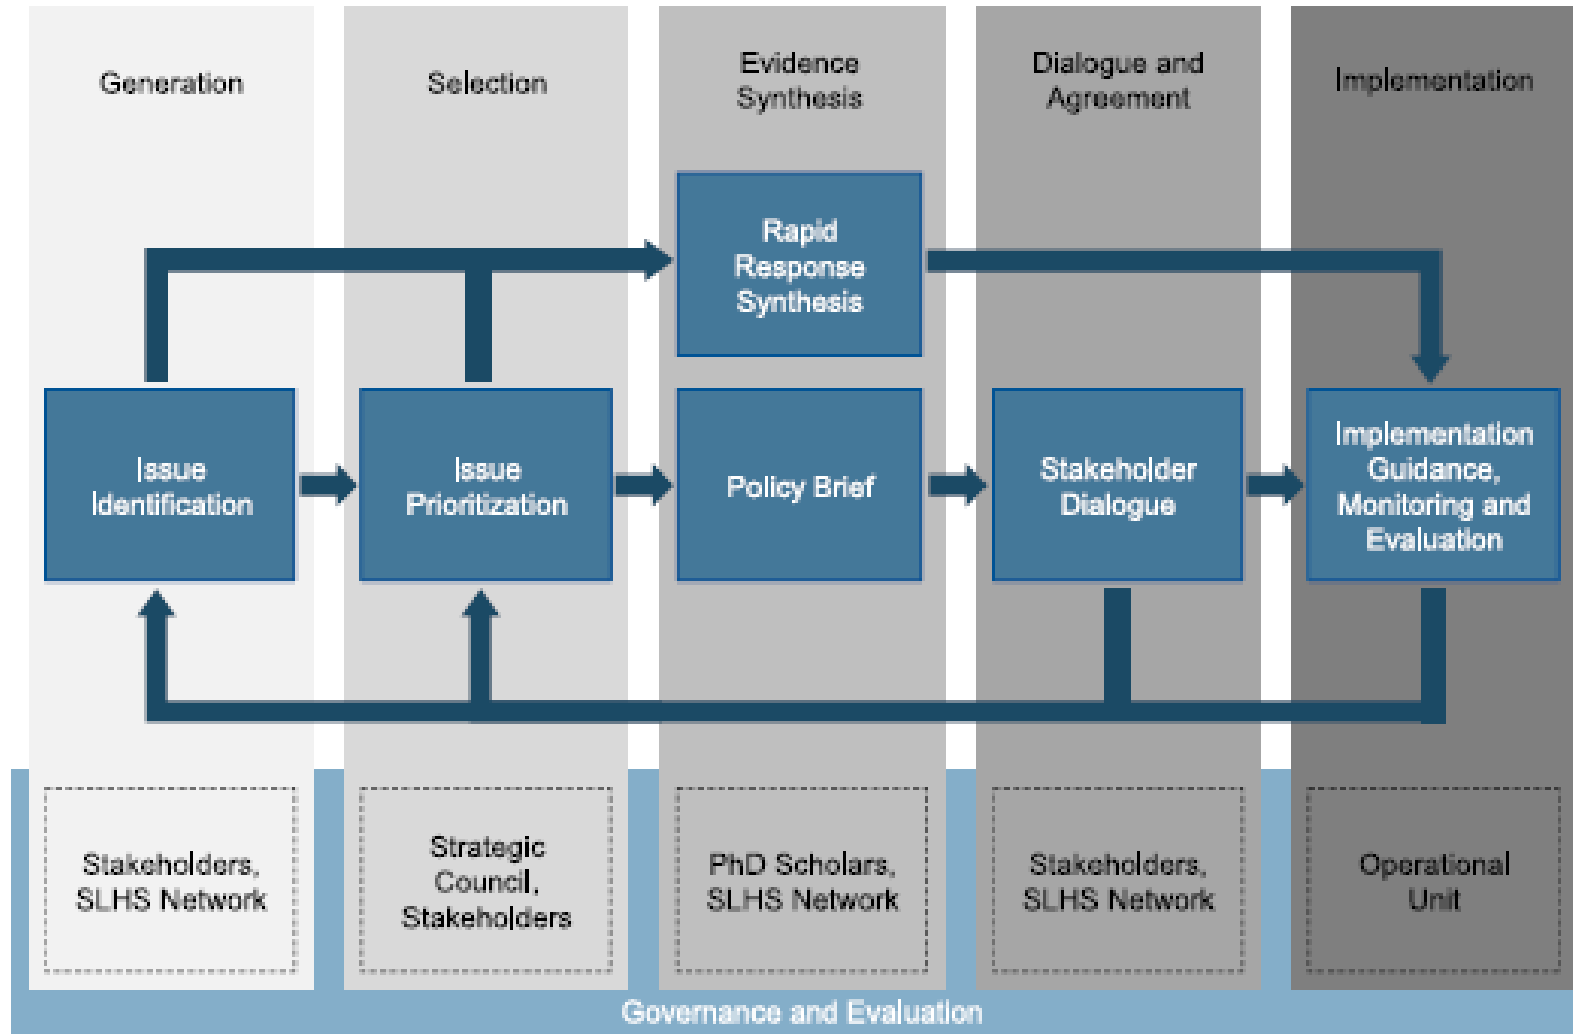 Generation
Selection
Evidence
Synthesis
Dialogue and
Agreement
Implementation
Rapid
Response
Synthesis
Issue
Identification
Issue
Prioritization
Policy Brief
Stakeholder
Dialogue
Implementation
Guidance,
Monitoring and
Evaluation
Stakeholders,
SLHS Network
Strategic
Council,
Stakeholders
PhD Scholars,
SLHS Network
Stakeholders,
SLHS Network
Operational
Unit
Governance and Evaluation